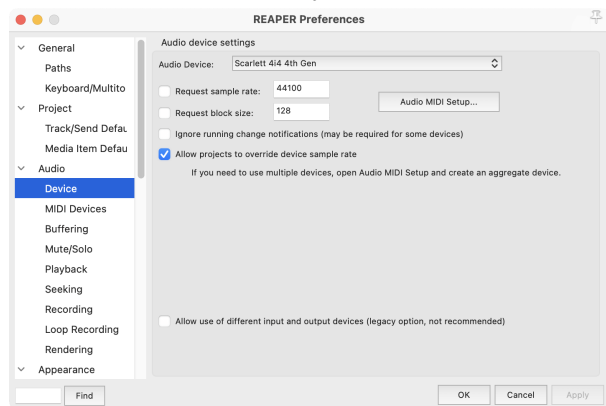 REAPER Preferences
General
Paths
Keyboard/Multito
Project
Track/Send Defau
Media Item Defau
Audio
Device
MIDI Devices
Buffering
Mute/Solo
Playback
Seeking
Recording
Loop Recording
Rendering
Appearance
Find
Audio device settings
Audio Device: Scarlett 4i4 4th Gen
Request sample rate: 44100
Request block size: 128
Audio MIDI Setup...
Ignore running change notifications (may be required for some devices)
Allow projects to override device sample rate
If you need to use multiple devices, open Audio MIDI Setup and create an aggregate device.
Allow use of different input and output devices (legacy option, not recommended)
OK Cancel Apply